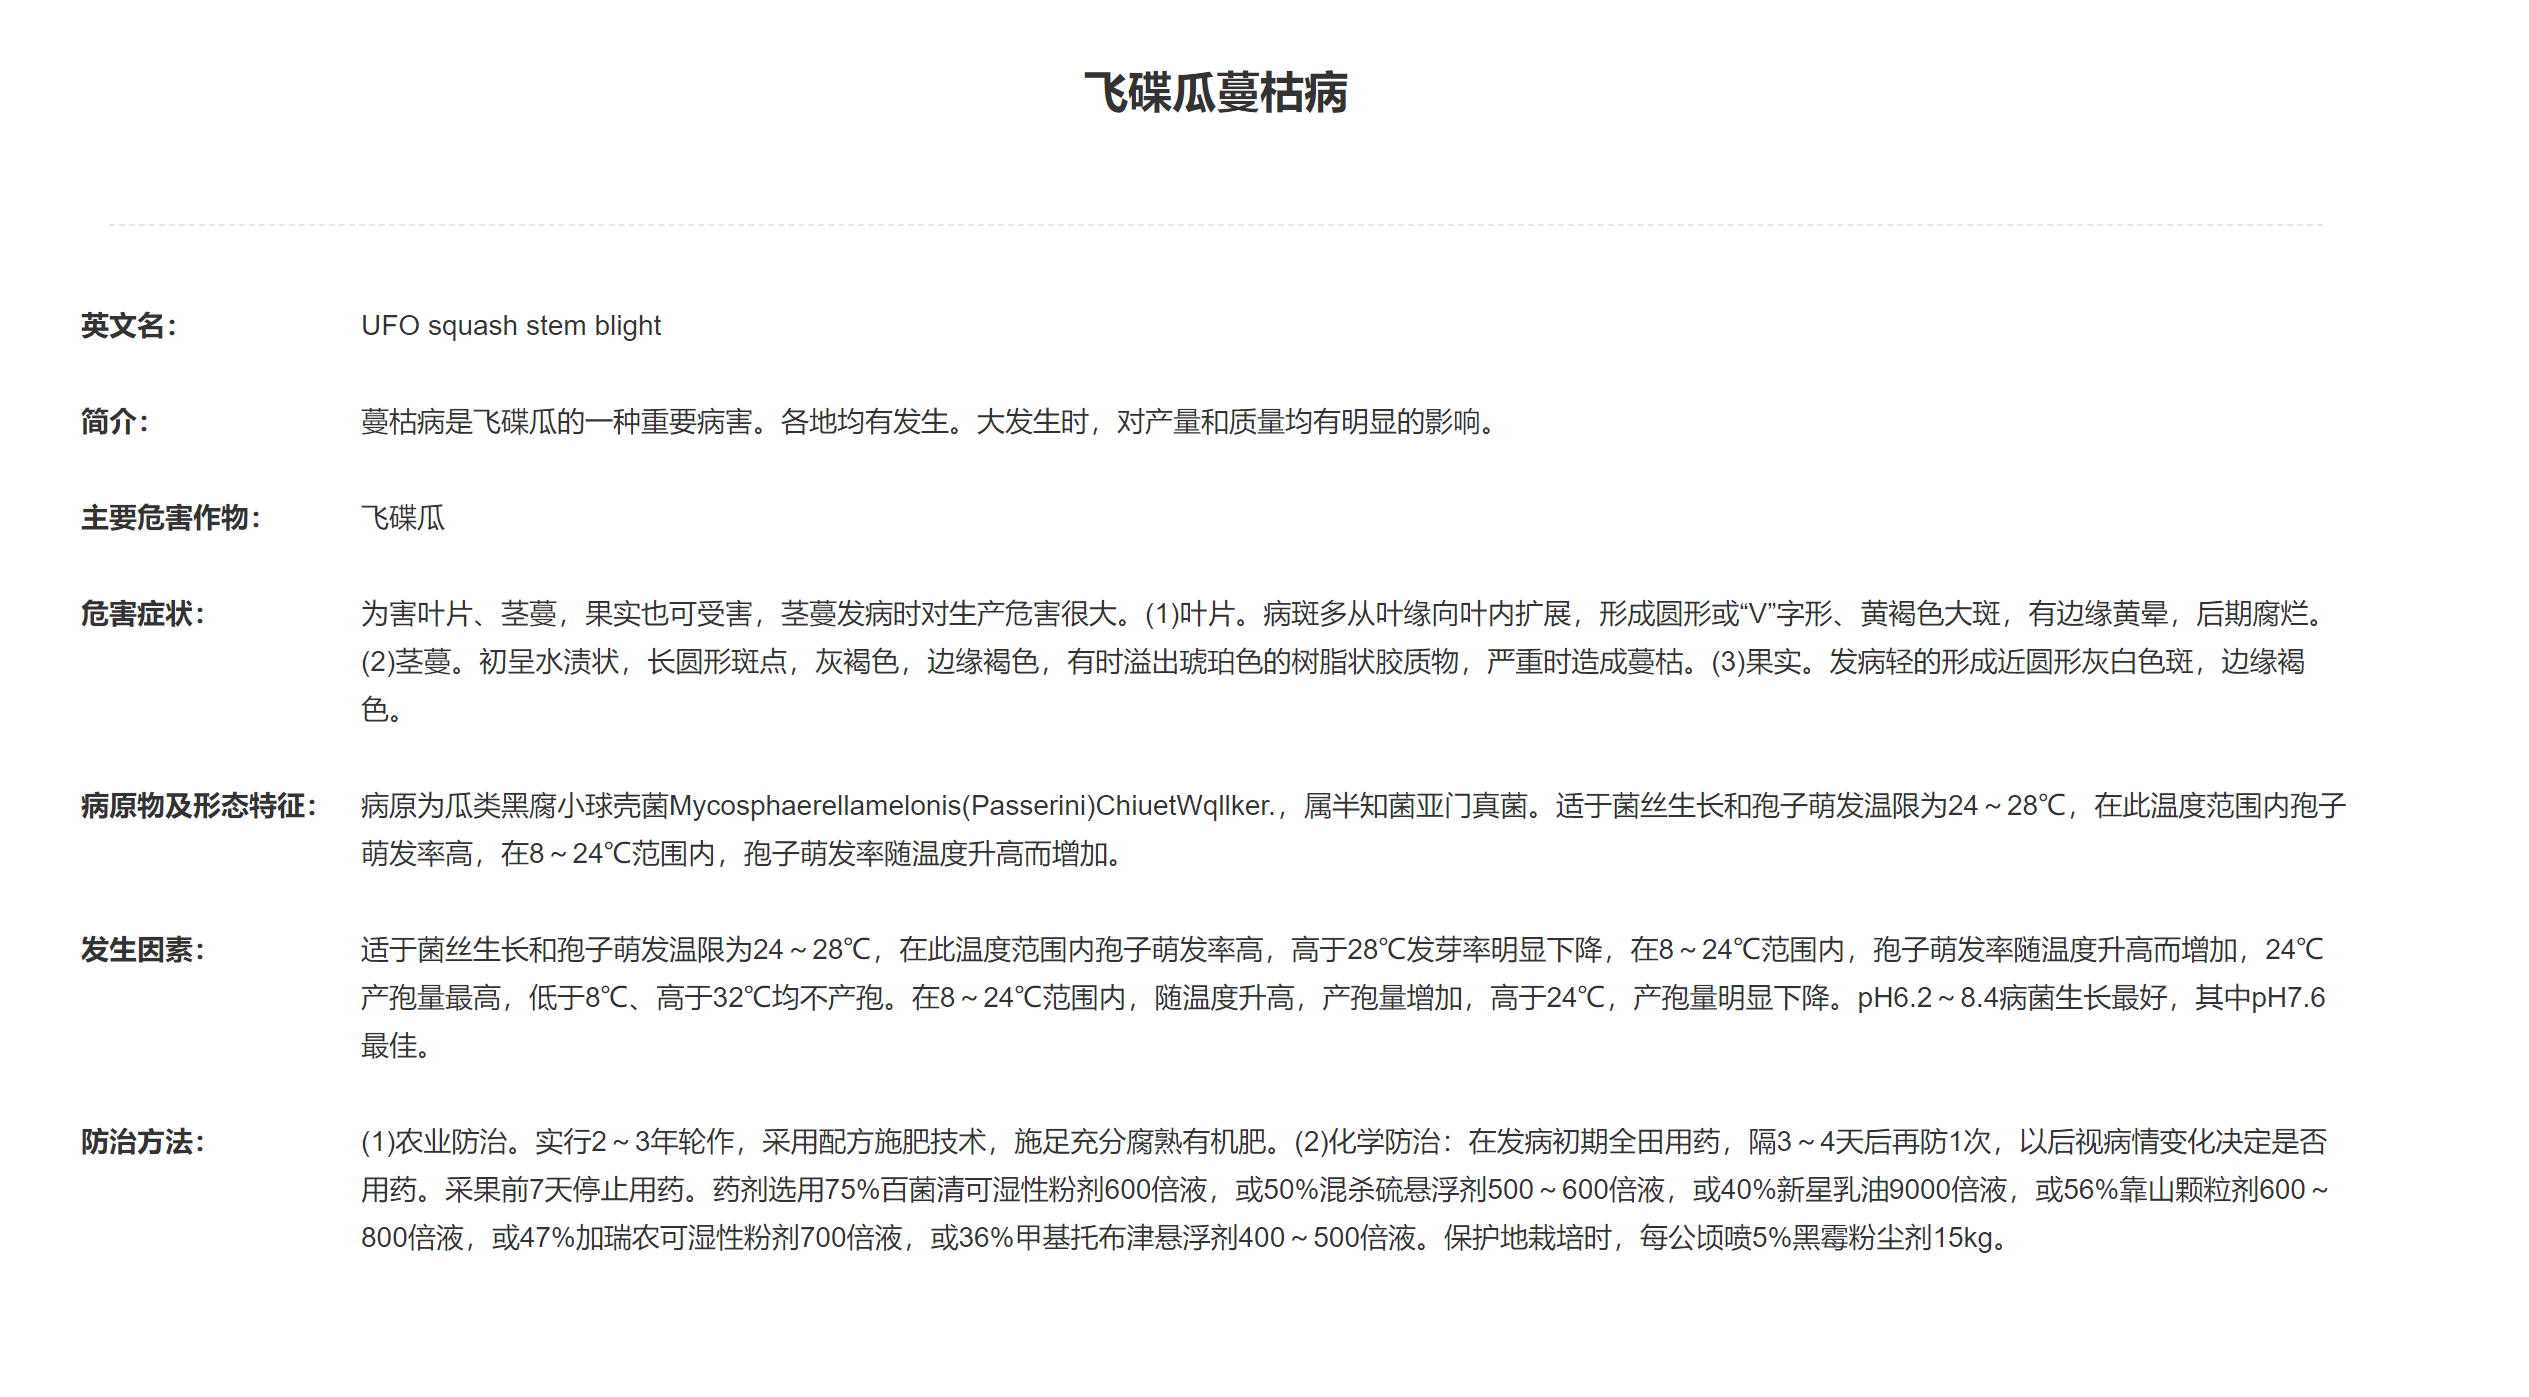 飞碟瓜蔓枯病
英文名： UFO squash stem blight
简介： 蔓枯病是飞碟瓜的一种重要病害。各地均有发生。大发生时，对产量和质量均有明显的影响。
主要危害作物： 飞碟瓜
危害症状： 为害叶片、茎蔓，果实也可受害，茎蔓发病时对生产危害很大。(1)叶片。病斑多从叶缘向叶内扩展，形成圆形或“V”字形、黄褐色大斑，有边缘黄晕，后期腐烂。
(2)茎蔓。初呈水渍状，长圆形斑点，灰褐色，边缘褐色，有时溢出琥珀色的树脂状胶质物，严重时造成蔓枯。(3)果实。发病轻的形成近圆形灰白色斑，边缘褐
色。
病原物及形态特征： 病原为瓜类黑腐小球壳菌Mycosphaerellamelonis(Passerini)ChiuetWqllker.，属半知菌亚门真菌。适于菌丝生长和孢子萌发温限为24～28℃，在此温度范围内孢子
萌发率高，在8～24℃范围内，孢子萌发率随温度升高而增加。
发生因素： 适于菌丝生长和孢子萌发温限为24～28℃，在此温度范围内孢子萌发率高，高于28℃发芽率明显下降，在8～24℃范围内，孢子萌发率随温度升高而增加，24℃
产孢量最高，低于8℃、高于32℃均不产孢。在8～24℃范围内，随温度升高，产孢量增加，高于24℃，产孢量明显下降。pH6.2～8.4病菌生长最好，其中pH7.6
最佳。
防治方法： (1)农业防治。实行2～3年轮作，采用配方施肥技术，施足充分腐熟有机肥。(2)化学防治：在发病初期全田用药，隔3～4天后再防1次，以后视病情变化决定是否
用药。采果前7天停止用药。药剂选用75%百菌清可湿性粉剂600倍液，或50%混杀硫悬浮剂500～600倍液，或40%新星乳油9000倍液，或56%靠山颗粒剂600～
800倍液，或47%加瑞农可湿性粉剂700倍液，或36%甲基托布津悬浮剂400～500倍液。保护地栽培时，每公顷喷5%黑霉粉尘剂15kg。